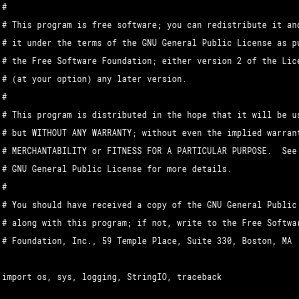 #
# This program is free software; you can redistribute it and
# it under the terms of the GNU General Public License as pu
# the Free Software Foundation; either version 2 of the Lice
# (at your option) any later version.
#
# This program is distributed in the hope that it will be us
# but WITHOUT ANY WARRANTY; without even the implied warrant
# MERCHANTABILITY or FITNESS FOR A PARTICULAR PURPOSE.  See
# GNU General Public License for more details.
#
# You should have received a copy of the GNU General Public
# along with this program; if not, write to the Free Softwar
# Foundation, Inc., 59 Temple Place, Suite 330, Boston, MA
import os, sys, logging, StringIO, traceback